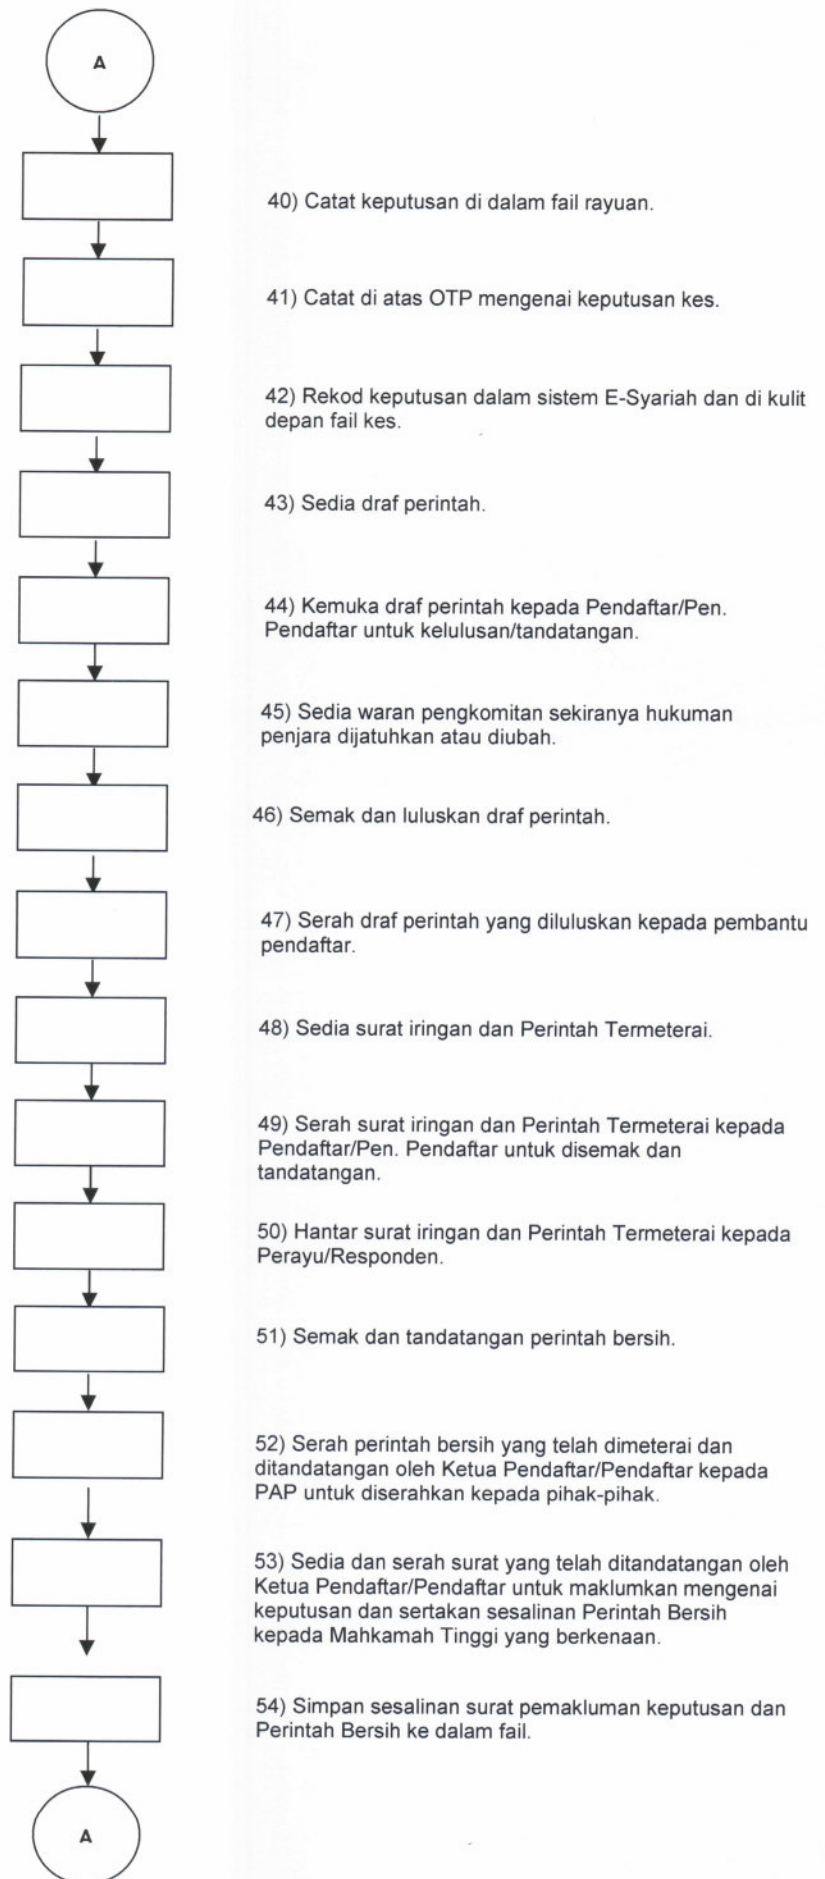 A
40) Catat keputusan di dalam fail rayuan.
41) Catat di atas OTP mengenai keputusan kes.
42) Rekod keputusan dalam sistem E-Syariah dan di kulit
depan fail kes.
43) Sedia draf perintah.
44) Kemuka draf perintah kepada Pendaftar/Pen.
Pendaftar untuk kelulusan/tandatangan.
45) Sedia waran pengkomitan sekiranya hukuman
penjara dijatuhkan atau diubah.
46) Semak dan luluskan draf perintah.
47) Serah draf perintah yang diluluskan kepada pembantu
pendaftar.
48) Sedia surat iringan dan Perintah Termeterai.
49) Serah surat iringan dan Perintah Termeterai kepada
Pendaftar/Pen. Pendaftar untuk disemak dan
tandatangan.
50) Hantar surat iringan dan Perintah Termeterai kepada
Perayu/Responden.
51) Semak dan tandatangan perintah bersih.
52) Serah perintah bersih yang telah dimeterai dan
ditandatangan oleh Ketua Pendaftar/Pendaftar kepada
PAP untuk diserahkan kepada pihak-pihak.
53) Sedia dan serah surat yang telah ditandatangan oleh
Ketua Pendaftar/Pendaftar untuk maklumkan mengenai
keputusan dan sertakan sesalinan Perintah Bersih
kepada Mahkamah Tinggi yang berkenaan.
54) Simpan sesalinan surat pemakluman keputusan dan
Perintah Bersih ke dalam fail.
A